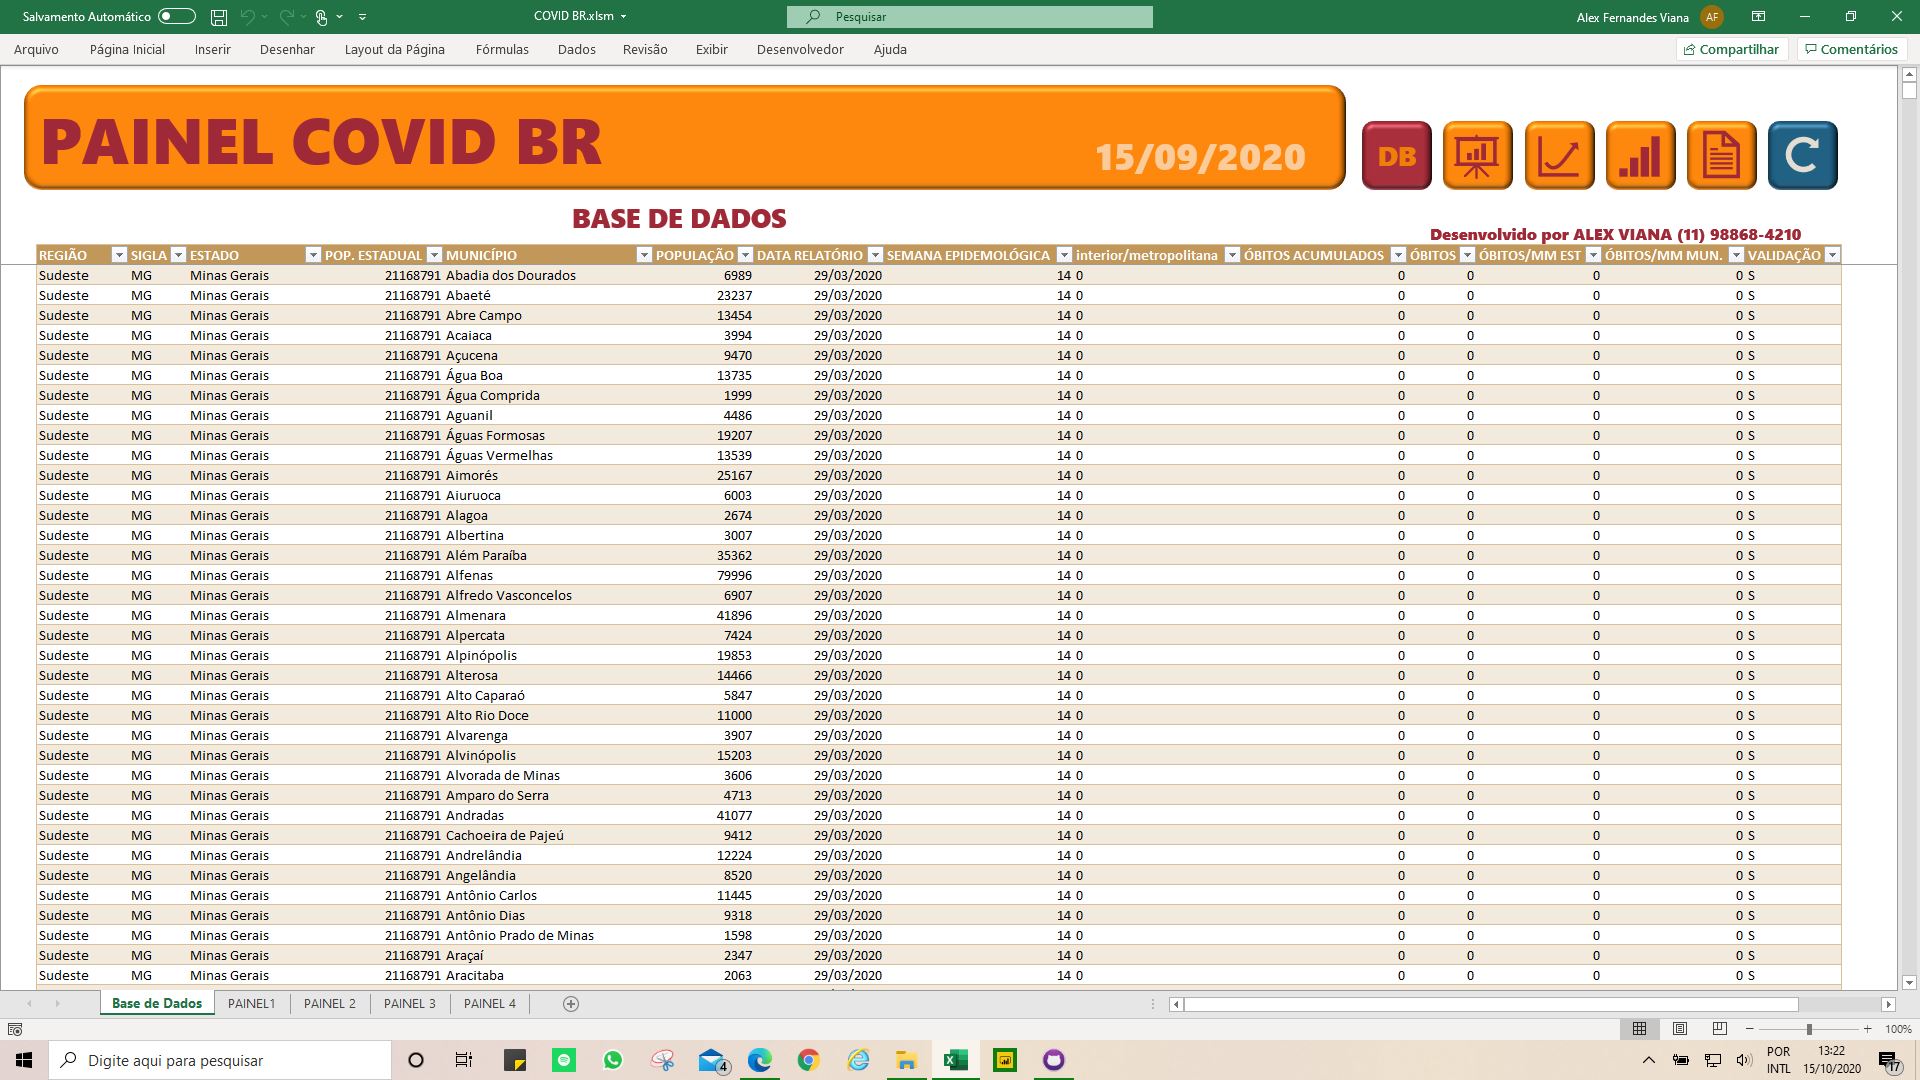 Salvamento Automático COVID BR.xlsm Pesquisar Alex Fernandes Viana AF
Arquivo Página Inicial Inserir Desenhar Layout da Página Fórmulas Dados Revisão Exibir Desenvolvedor Ajuda Compartilhar Comentários
PAINEL COVID BR 15/09/2020 DB
BASE DE DADOS
Desenvolvido por ALEX VIANA (11) 98868-4210
REGIÃO SIGLA ESTADO POP. ESTADUAL MUNICÍPIO POPULAÇÃO DATA RELATÓRIO SEMANA EPIDEMOLÓGICA interior/metropolitana ÓBITOS ACUMULADOS ÓBITOS ÓBITOS/MM EST ÓBITOS/MM MUN. VALIDAÇÃO
Sudeste MG Minas Gerais 21168791 Abadia dos Dourados 6989 29/03/2020 14 0 0 0 0 0 S
Sudeste MG Minas Gerais 21168791 Abaeté 23237 29/03/2020 14 0 0 0 0 0 S
Sudeste MG Minas Gerais 21168791 Abre Campo 13454 29/03/2020 14 0 0 0 0 0 S
Sudeste MG Minas Gerais 21168791 Acaiaca 3994 29/03/2020 14 0 0 0 0 0 S
Sudeste MG Minas Gerais 21168791 Açucena 9470 29/03/2020 14 0 0 0 0 0 S
Sudeste MG Minas Gerais 21168791 Água Boa 13735 29/03/2020 14 0 0 0 0 0 S
Sudeste MG Minas Gerais 21168791 Água Comprida 1999 29/03/2020 14 0 0 0 0 0 S
Sudeste MG Minas Gerais 21168791 Aguanil 4486 29/03/2020 14 0 0 0 0 0 S
Sudeste MG Minas Gerais 21168791 Águas Formosas 19207 29/03/2020 14 0 0 0 0 0 S
Sudeste MG Minas Gerais 21168791 Águas Vermelhas 13539 29/03/2020 14 0 0 0 0 0 S
Sudeste MG Minas Gerais 21168791 Aimorés 25167 29/03/2020 14 0 0 0 0 0 S
Sudeste MG Minas Gerais 21168791 Aiuruoca 6003 29/03/2020 14 0 0 0 0 0 S
Sudeste MG Minas Gerais 21168791 Alagoa 2674 29/03/2020 14 0 0 0 0 0 S
Sudeste MG Minas Gerais 21168791 Albertina 3007 29/03/2020 14 0 0 0 0 0 S
Sudeste MG Minas Gerais 21168791 Além Paraíba 35362 29/03/2020 14 0 0 0 0 0 S
Sudeste MG Minas Gerais 21168791 Alfenas 79996 29/03/2020 14 0 0 0 0 0 S
Sudeste MG Minas Gerais 21168791 Alfredo Vasconcelos 6907 29/03/2020 14 0 0 0 0 0 S
Sudeste MG Minas Gerais 21168791 Almenara 41896 29/03/2020 14 0 0 0 0 0 S
Sudeste MG Minas Gerais 21168791 Alpercata 7424 29/03/2020 14 0 0 0 0 0 S
Sudeste MG Minas Gerais 21168791 Alpinópolis 19853 29/03/2020 14 0 0 0 0 0 S
Sudeste MG Minas Gerais 21168791 Alterosa 14466 29/03/2020 14 0 0 0 0 0 S
Sudeste MG Minas Gerais 21168791 Alto Caparaó 5847 29/03/2020 14 0 0 0 0 0 S
Sudeste MG Minas Gerais 21168791 Alto Rio Doce 11000 29/03/2020 14 0 0 0 0 0 S
Sudeste MG Minas Gerais 21168791 Alvarenga 3907 29/03/2020 14 0 0 0 0 0 S
Sudeste MG Minas Gerais 21168791 Alvinópolis 15203 29/03/2020 14 0 0 0 0 0 S
Sudeste MG Minas Gerais 21168791 Alvorada de Minas 3606 29/03/2020 14 0 0 0 0 0 S
Sudeste MG Minas Gerais 21168791 Amparo do Serra 4713 29/03/2020 14 0 0 0 0 0 S
Sudeste MG Minas Gerais 21168791 Andradas 41077 29/03/2020 14 0 0 0 0 0 S
Sudeste MG Minas Gerais 21168791 Cachoeira de Pajeú 9412 29/03/2020 14 0 0 0 0 0 S
Sudeste MG Minas Gerais 21168791 Andrelândia 12224 29/03/2020 14 0 0 0 0 0 S
Sudeste MG Minas Gerais 21168791 Angelândia 8520 29/03/2020 14 0 0 0 0 0 S
Sudeste MG Minas Gerais 21168791 Antônio Carlos 11445 29/03/2020 14 0 0 0 0 0 S
Sudeste MG Minas Gerais 21168791 Antônio Dias 9318 29/03/2020 14 0 0 0 0 0 S
Sudeste MG Minas Gerais 21168791 Antônio Prado de Minas 1598 29/03/2020 14 0 0 0 0 0 S
Sudeste MG Minas Gerais 21168791 Araçaí 2347 29/03/2020 14 0 0 0 0 0 S
Sudeste MG Minas Gerais 21168791 Aracitaba 2063 29/03/2020 14 0 0 0 0 0 S
Base de Dados PAINEL1 PAINEL 2 PAINEL 3 PAINEL 4
100%
Digite aqui para pesquisar 4 POR 13:22
INTL 15/10/2020 17